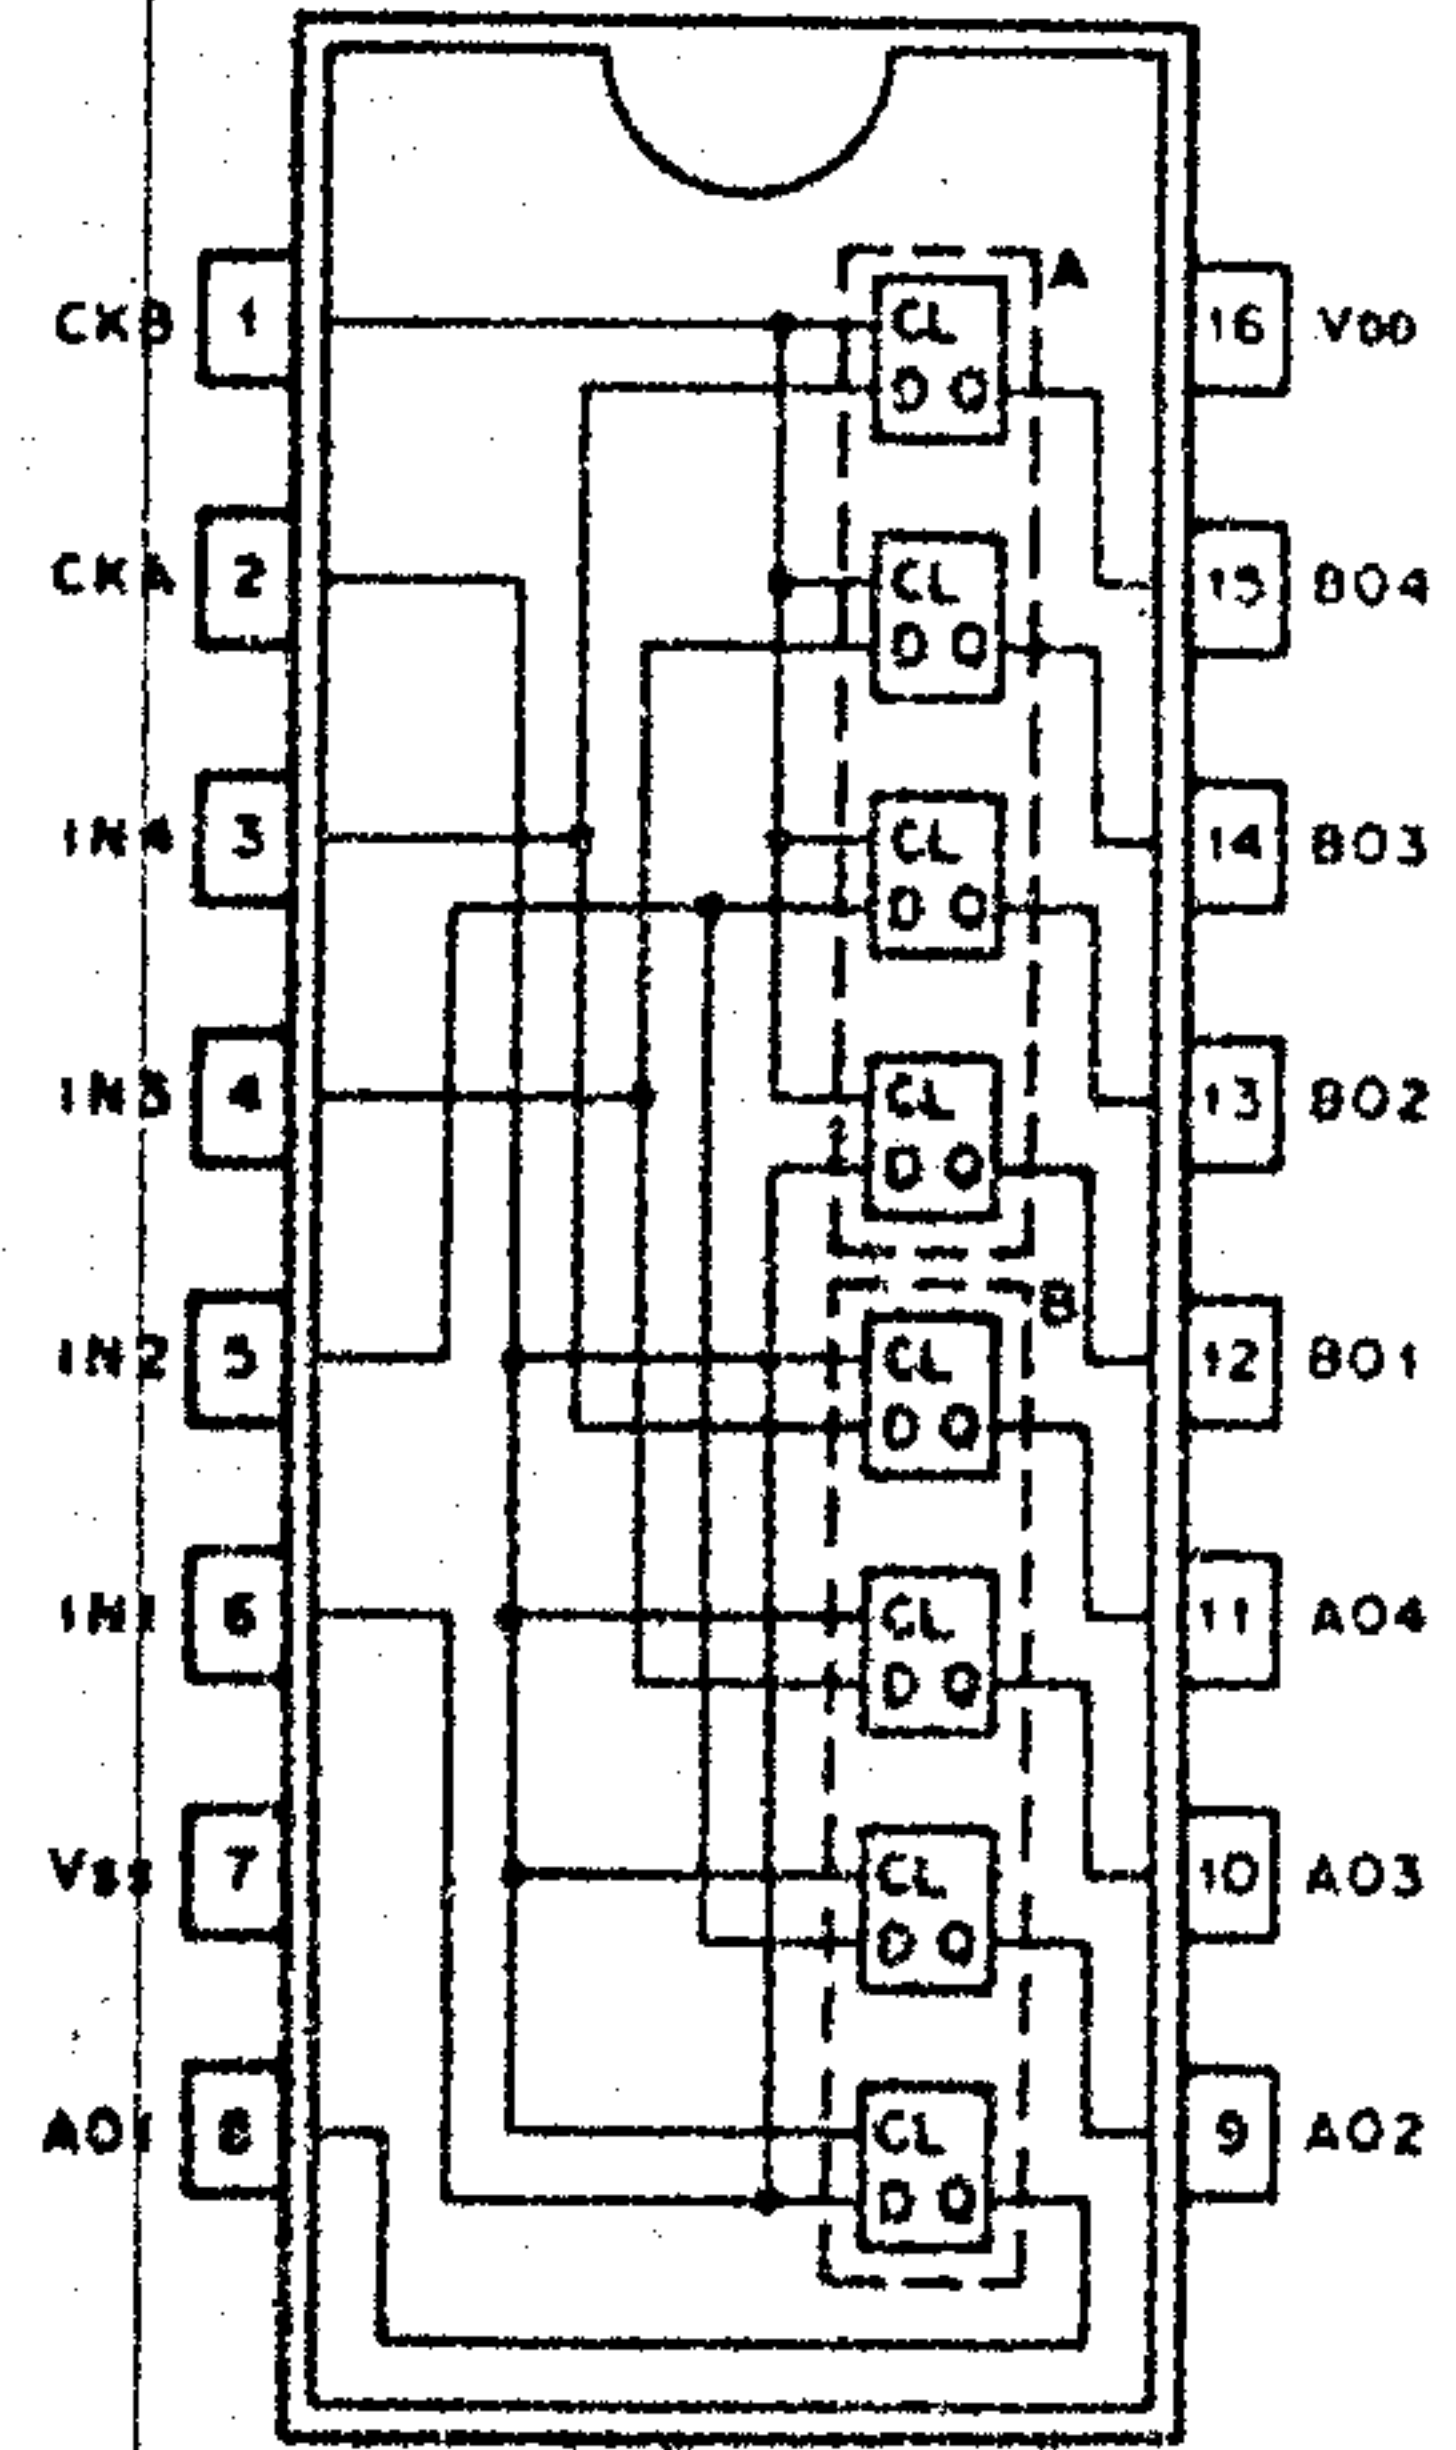 A
CKB 1 CL 16 VDD
D Q
CKA 2 CL 15 BO4
D Q
IN4 3 CL 14 BO3
D Q
IN3 4 CL 13 BO2
D Q
B
IN2 5 CL 12 BO1
D Q
IN1 6 CL 11 AO4
D Q
VSS 7 CL 10 AO3
D Q
AO1 8 CL 9 AO2
D Q